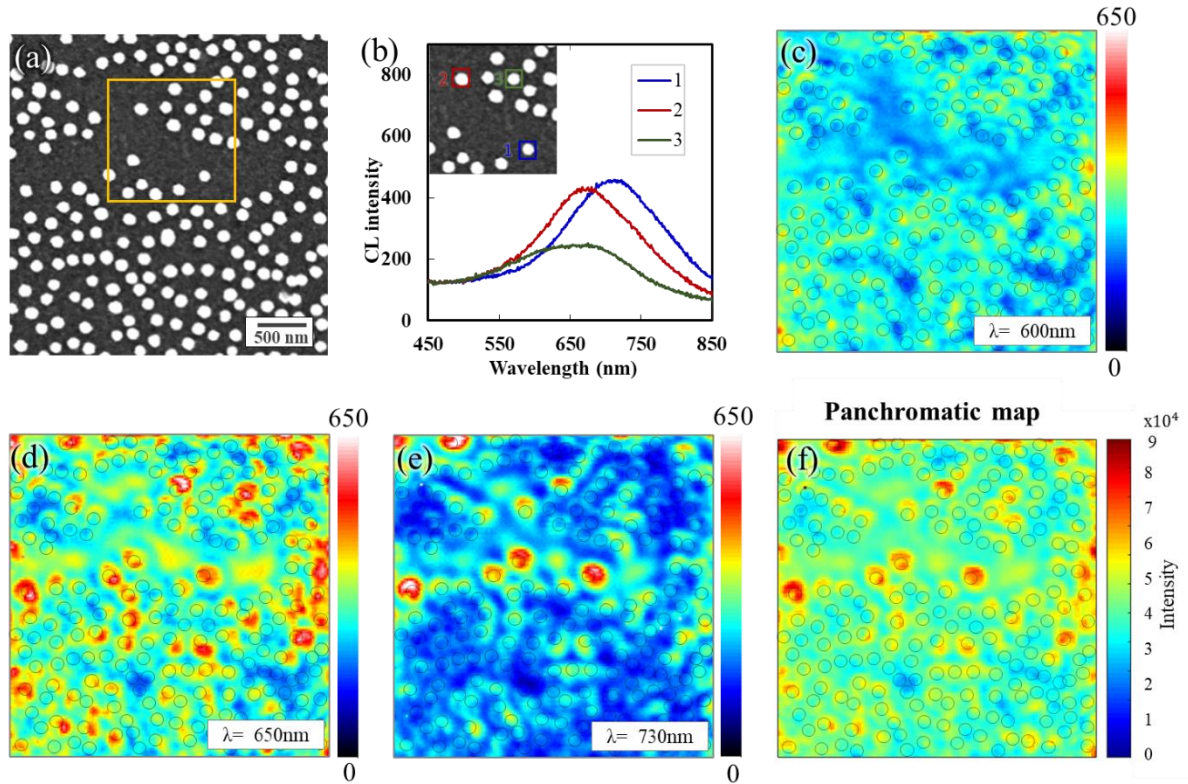 (a)
500 nm
(b)
800
600
400
200
0
CL intensity
450 550 650 750 850
Wavelength (nm)
1
2
3
2
3
1
(c)
650
0
λ= 600nm
(d)
650
0
λ= 650nm
(e)
650
0
λ= 730nm
Panchromatic map
(f)
x10⁴
9
8
7
6
5
4
3
2
1
0
Intensity